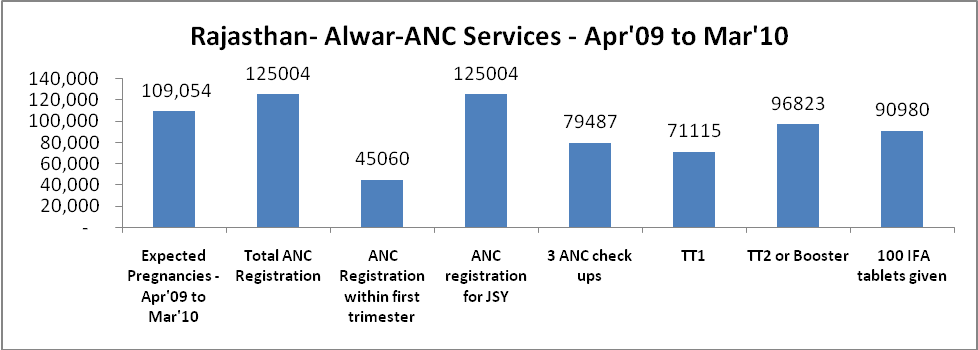 Rajasthan- Alwar-ANC Services - Apr'09 to Mar'10
140,000
120,000
100,000
80,000
60,000
40,000
20,000
-
109,054
125004
45060
125004
79487
71115
96823
90980
Expected
Pregnancies -
Apr'09 to
Mar'10
Total ANC
Registration
ANC
Registration
within first
trimester
ANC
registration
for JSY
3 ANC check
ups
TT1
TT2 or Booster
100 IFA
tablets given